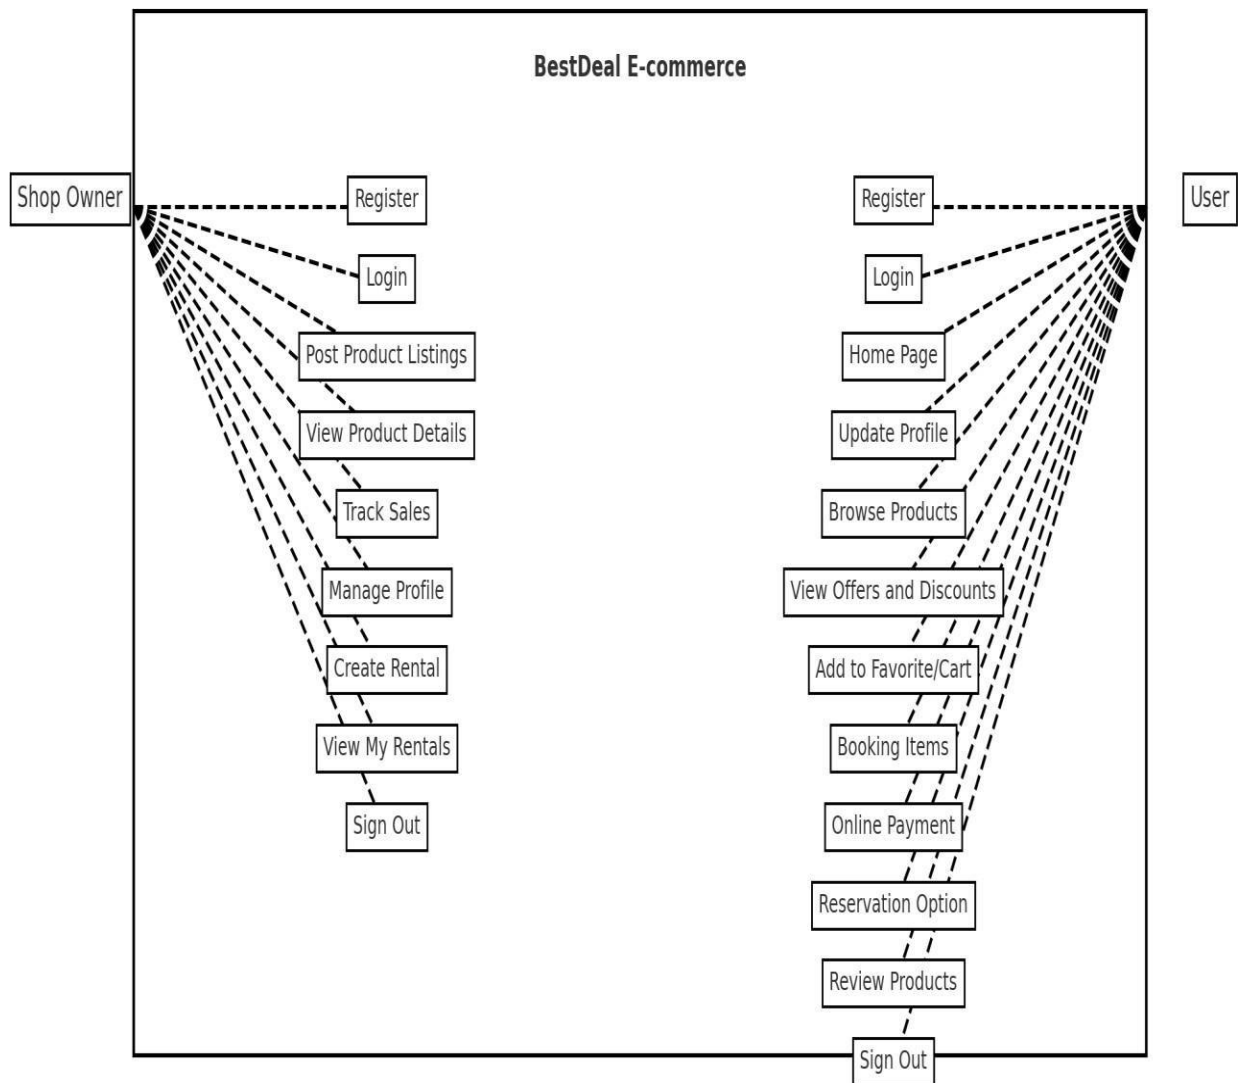 BestDeal E-commerce
Shop Owner
Register
Login
Post Product Listings
View Product Details
Track Sales
Manage Profile
Create Rental
View My Rentals
Sign Out
User
Register
Login
Home Page
Update Profile
Browse Products
View Offers and Discounts
Add to Favorite/Cart
Booking Items
Online Payment
Reservation Option
Review Products
Sign Out